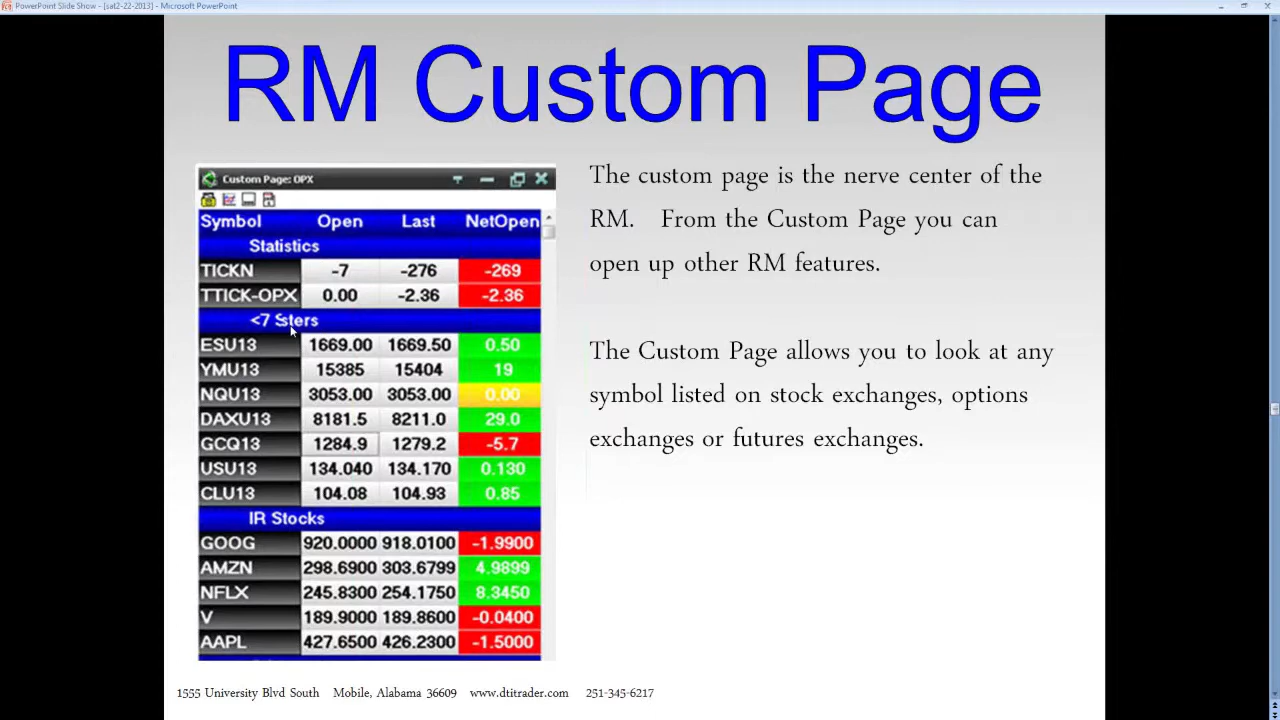 PowerPoint Slide Show - [sat2-22-2013] - Microsoft PowerPoint
RM Custom Page
Custom Page: OPX
Symbol Open Last NetOpen
Statistics
TICKN -7 -276 -269
TTICK-OPX 0.00 -2.36 -2.36
<7 Sters
ESU13 1669.00 1669.50 0.50
YMU13 15385 15404 19
NQU13 3053.00 3053.00 0.00
DAXU13 8181.5 8211.0 29.0
GCQ13 1284.9 1279.2 -5.7
USU13 134.040 134.170 0.130
CLU13 104.08 104.93 0.85
IR Stocks
GOOG 920.0000 918.0100 -1.9900
AMZN 298.6900 303.6799 4.9899
NFLX 245.8300 254.1750 8.3450
V 189.9000 189.8600 -0.0400
AAPL 427.6500 426.2300 -1.5000
The custom page is the nerve center of the
RM. From the Custom Page you can
open up other RM features.
The Custom Page allows you to look at any
symbol listed on stock exchanges, options
exchanges or futures exchanges.
1555 University Blvd South Mobile, Alabama 36609 www.dtitrader.com 251-345-6217